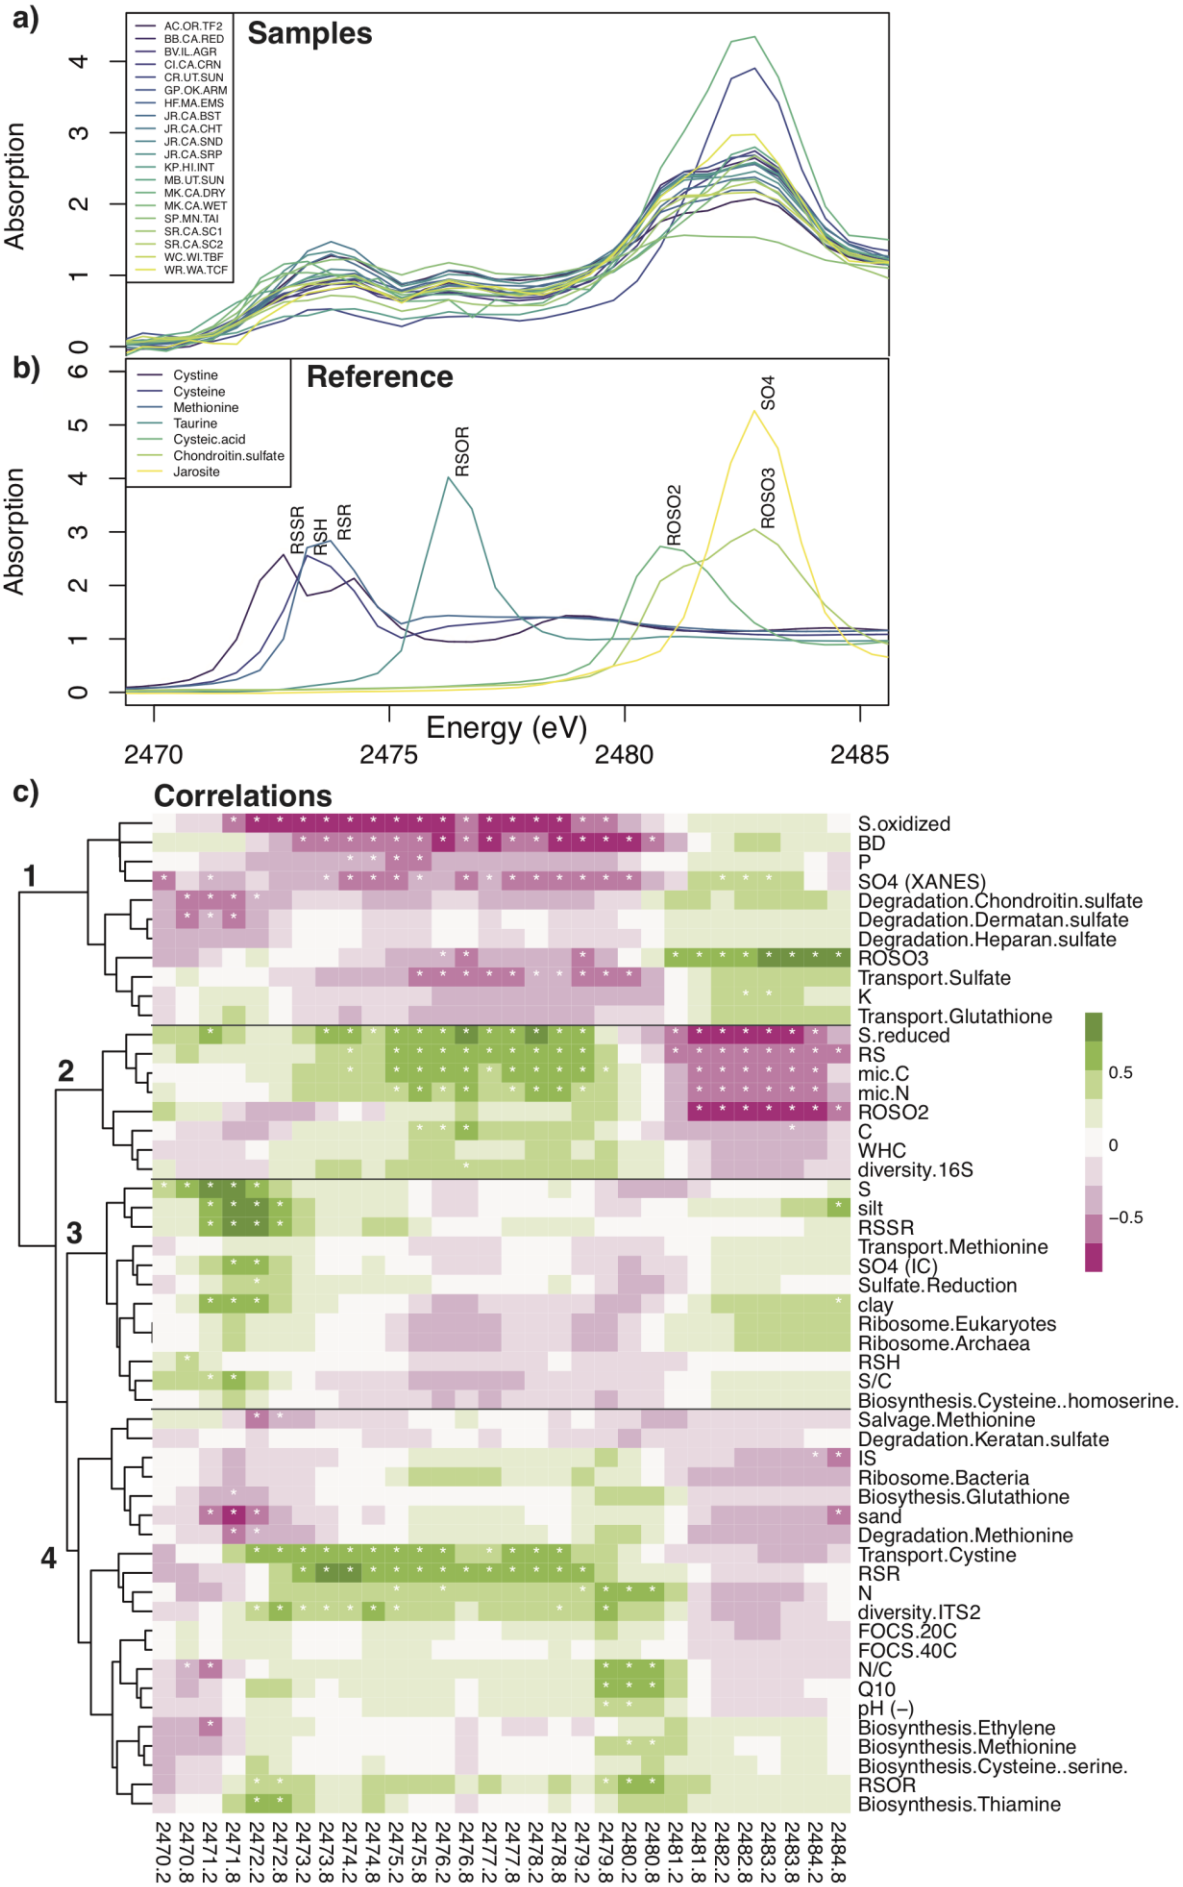 a)
Samples
AC.OR.TF2
BB.CA.RED
BV.IL.AGR
CI.CA.CRN
CR.UT.SUN
GP.OK.ARM
HF.MA.EMS
JR.CA.BST
JR.CA.CHT
JR.CA.SND
JR.CA.SRP
KP.HI.INT
MB.UT.SUN
MK.CA.DRY
MK.CA.WET
SP.MN.TAI
SR.CA.SC1
SR.CA.SC2
WC.WI.TBF
WR.WA.TCF
Absorption
4
3
2
1
0
b)
Reference
Cystine
Cysteine
Methionine
Taurine
Cysteic.acid
Chondroitin.sulfate
Jarosite
RSSR
RSH
RSR
RSOR
ROSO2
ROSO3
SO4
Absorption
6
5
4
3
2
1
0
Energy (eV)
2470 2475 2480 2485
c)
Correlations
1
2
3
4
S.oxidized
BD
P
SO4 (XANES)
Degradation.Chondroitin.sulfate
Degradation.Dermatan.sulfate
Degradation.Heparan.sulfate
ROSO3
Transport.Sulfate
K
Transport.Glutathione
S.reduced
RS
mic.C
mic.N
ROSO2
C
WHC
diversity.16S
S
silt
RSSR
Transport.Methionine
SO4 (IC)
Sulfate.Reduction
clay
Ribosome.Eukaryotes
Ribosome.Archaea
RSH
S/C
Biosynthesis.Cysteine..homoserine.
Salvage.Methionine
Degradation.Keratan.sulfate
IS
Ribosome.Bacteria
Biosythesis.Glutathione
sand
Degradation.Methionine
Transport.Cystine
RSR
N
diversity.ITS2
FOCS.20C
FOCS.40C
N/C
Q10
pH (−)
Biosynthesis.Ethylene
Biosynthesis.Methionine
Biosynthesis.Cysteine..serine.
RSOR
Biosynthesis.Thiamine
0.5
0
−0.5
2470.2
2470.8
2471.2
2471.8
2472.2
2472.8
2473.2
2473.8
2474.2
2474.8
2475.2
2475.8
2476.2
2476.8
2477.2
2477.8
2478.2
2478.8
2479.2
2479.8
2480.2
2480.8
2481.2
2481.8
2482.2
2482.8
2483.2
2483.8
2484.2
2484.8